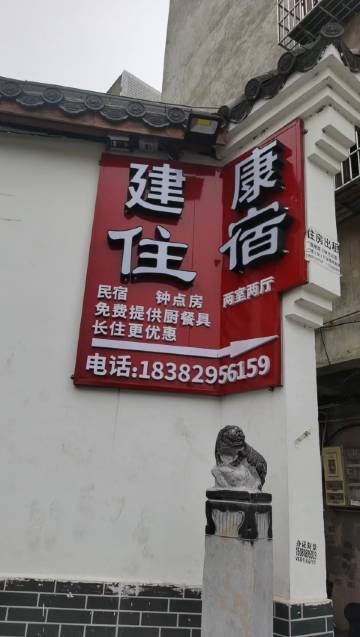 建康
住宿
民宿 钟点房 两室两厅
免费提供厨餐具
长住更优惠
电话:18382956159
住房出租